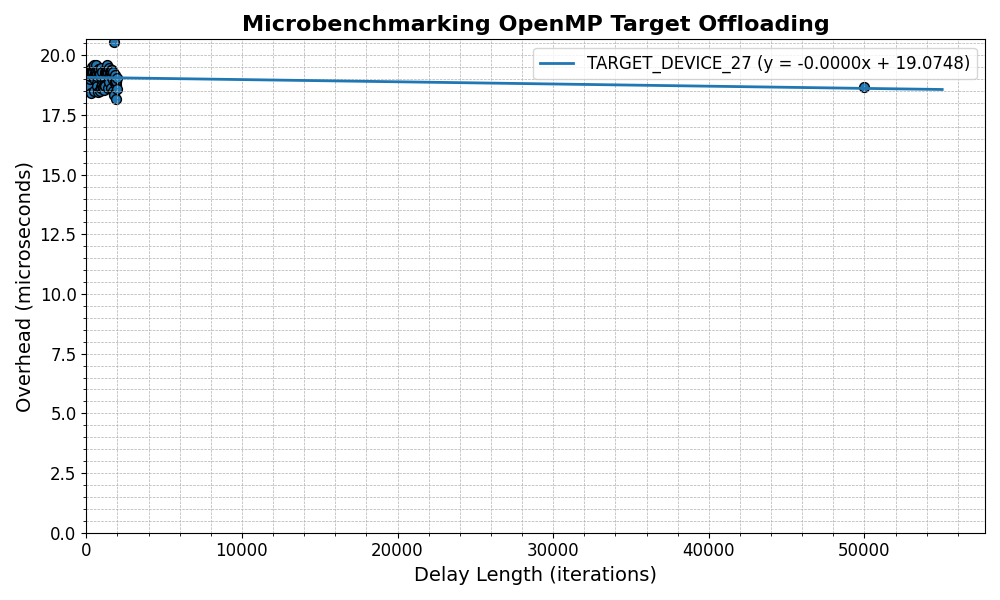 Microbenchmarking OpenMP Target Offloading
TARGET_DEVICE_27 (y = -0.0000x + 19.0748)
Overhead (microseconds)
20.0
17.5
15.0
12.5
10.0
7.5
5.0
2.5
0.0
0 10000 20000 30000 40000 50000
Delay Length (iterations)